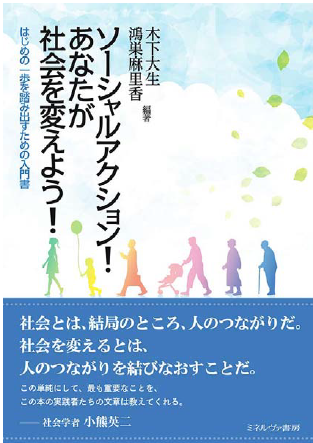 木下大生
鴻巣麻里香
編著
ソーシャルアクション!
あなたが
社会を変えよう!
はじめの一歩を踏み出すための入門書
社会とは、結局のところ、人のつながりだ。
社会を変えるとは、
人のつながりを結びなおすことだ。
この単純にして、最も重要なことを、
この本の実践者たちの文章は教えてくれる。
——社会学者 小熊英二
ミネルヴァ書房